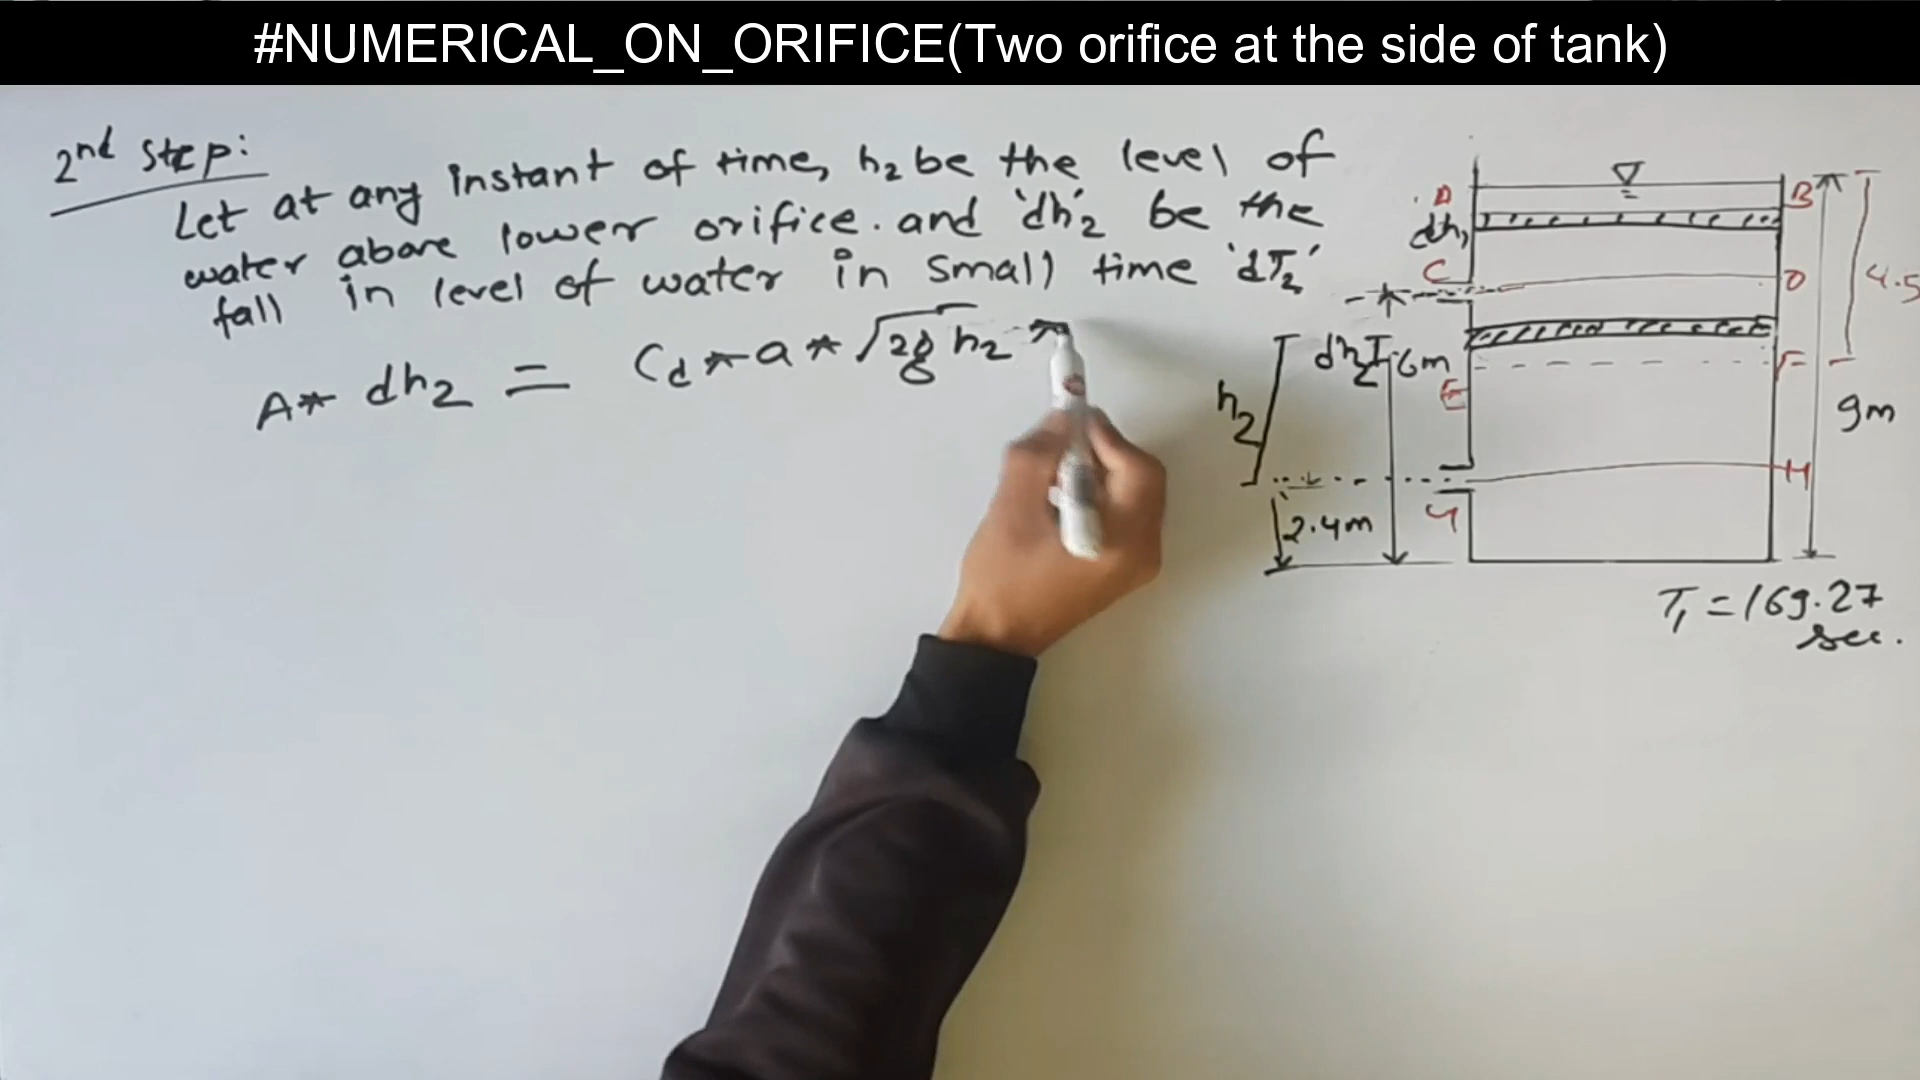 #NUMERICAL_ON_ORIFICE(Two orifice at the side of tank)
2nd step:
Let at any instant of time, h2 be the level of
water above lower orifice. and 'dh'2 be the
fall in level of water in small time 'dT2'
A* dh2 = Cd * a * √2g h2 *
B
dh1
C
D
4.5
dh2
6m
F
E
h2
9m
H
2.4m
G
T1 = 169.27
sec.